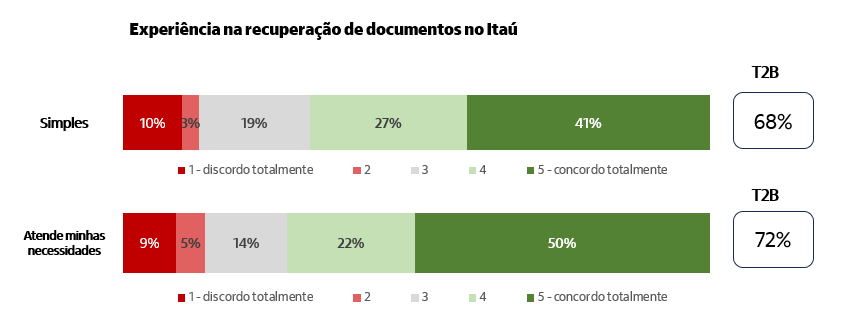 Experiência na recuperação de documentos no Itaú
T2B
Simples
10% 3% 19% 27% 41%
68%
1 - discordo totalmente 2 3 4 5 - concordo totalmente
T2B
Atende minhas
necessidades
9% 5% 14% 22% 50%
72%
1 - discordo totalmente 2 3 4 5 - concordo totalmente